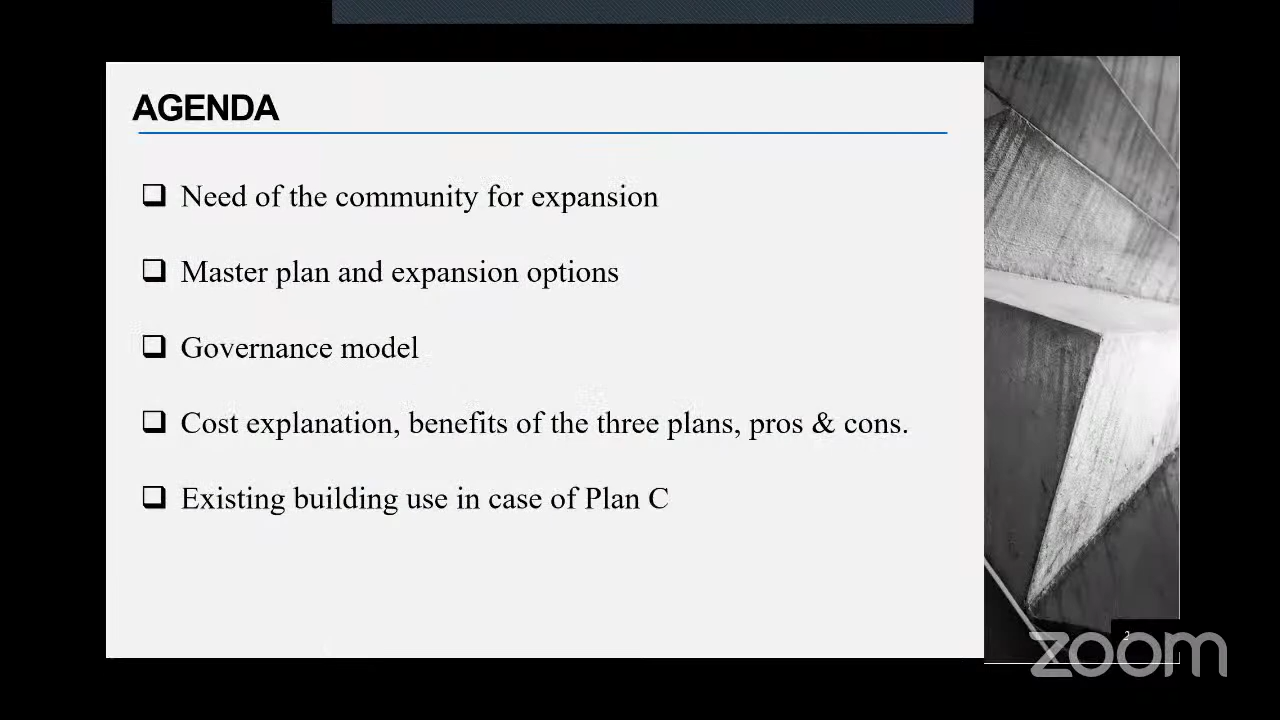 AGENDA
Need of the community for expansion
Master plan and expansion options
Governance model
Cost explanation, benefits of the three plans, pros & cons.
Existing building use in case of Plan C
2
zoom